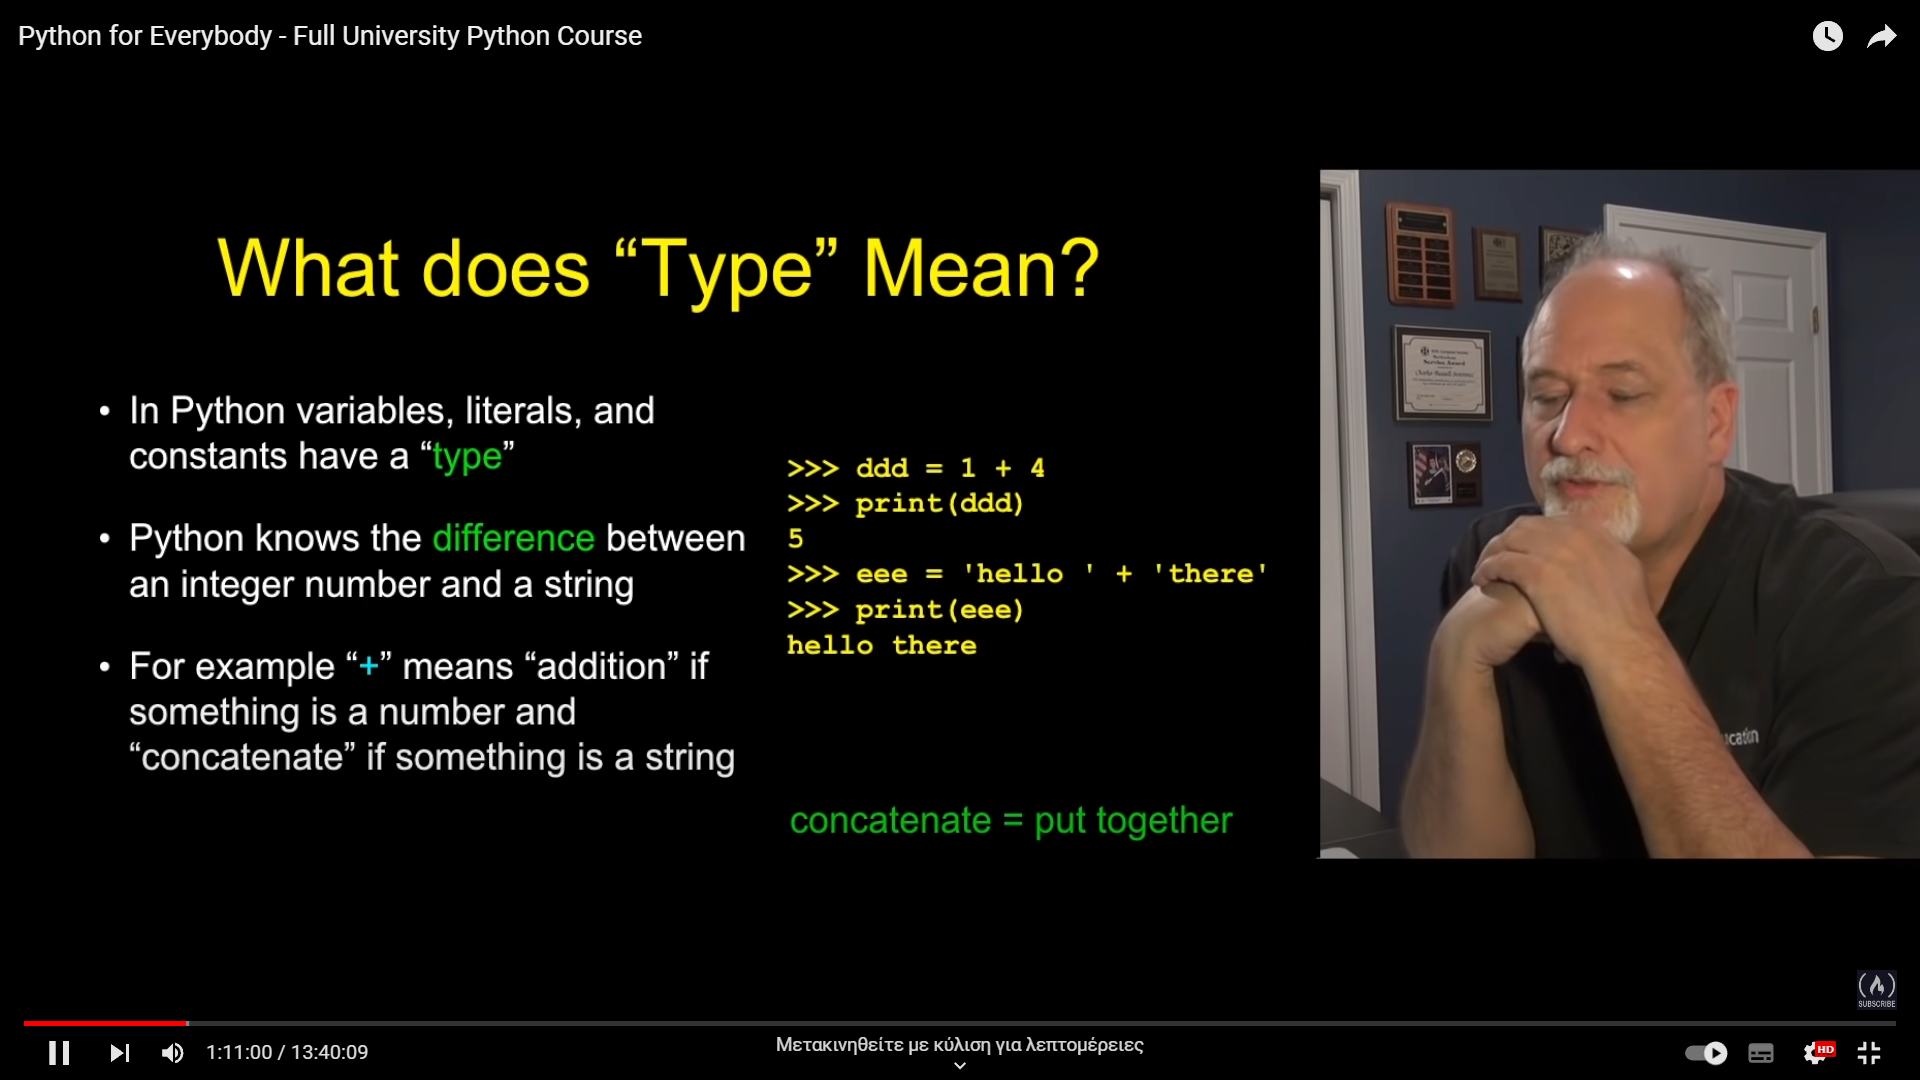 Python for Everybody - Full University Python Course
What does “Type” Mean?
• In Python variables, literals, and
constants have a “type”
• Python knows the difference between
an integer number and a string
• For example “+” means “addition” if
something is a number and
“concatenate” if something is a string
>>> ddd = 1 + 4
>>> print(ddd)
5
>>> eee = 'hello ' + 'there'
>>> print(eee)
hello there
concatenate = put together
Service Award
ucation
SUBSCRIBE
1:11:00 / 13:40:09
Μετακινηθείτε με κύλιση για λεπτομέρειες
HD